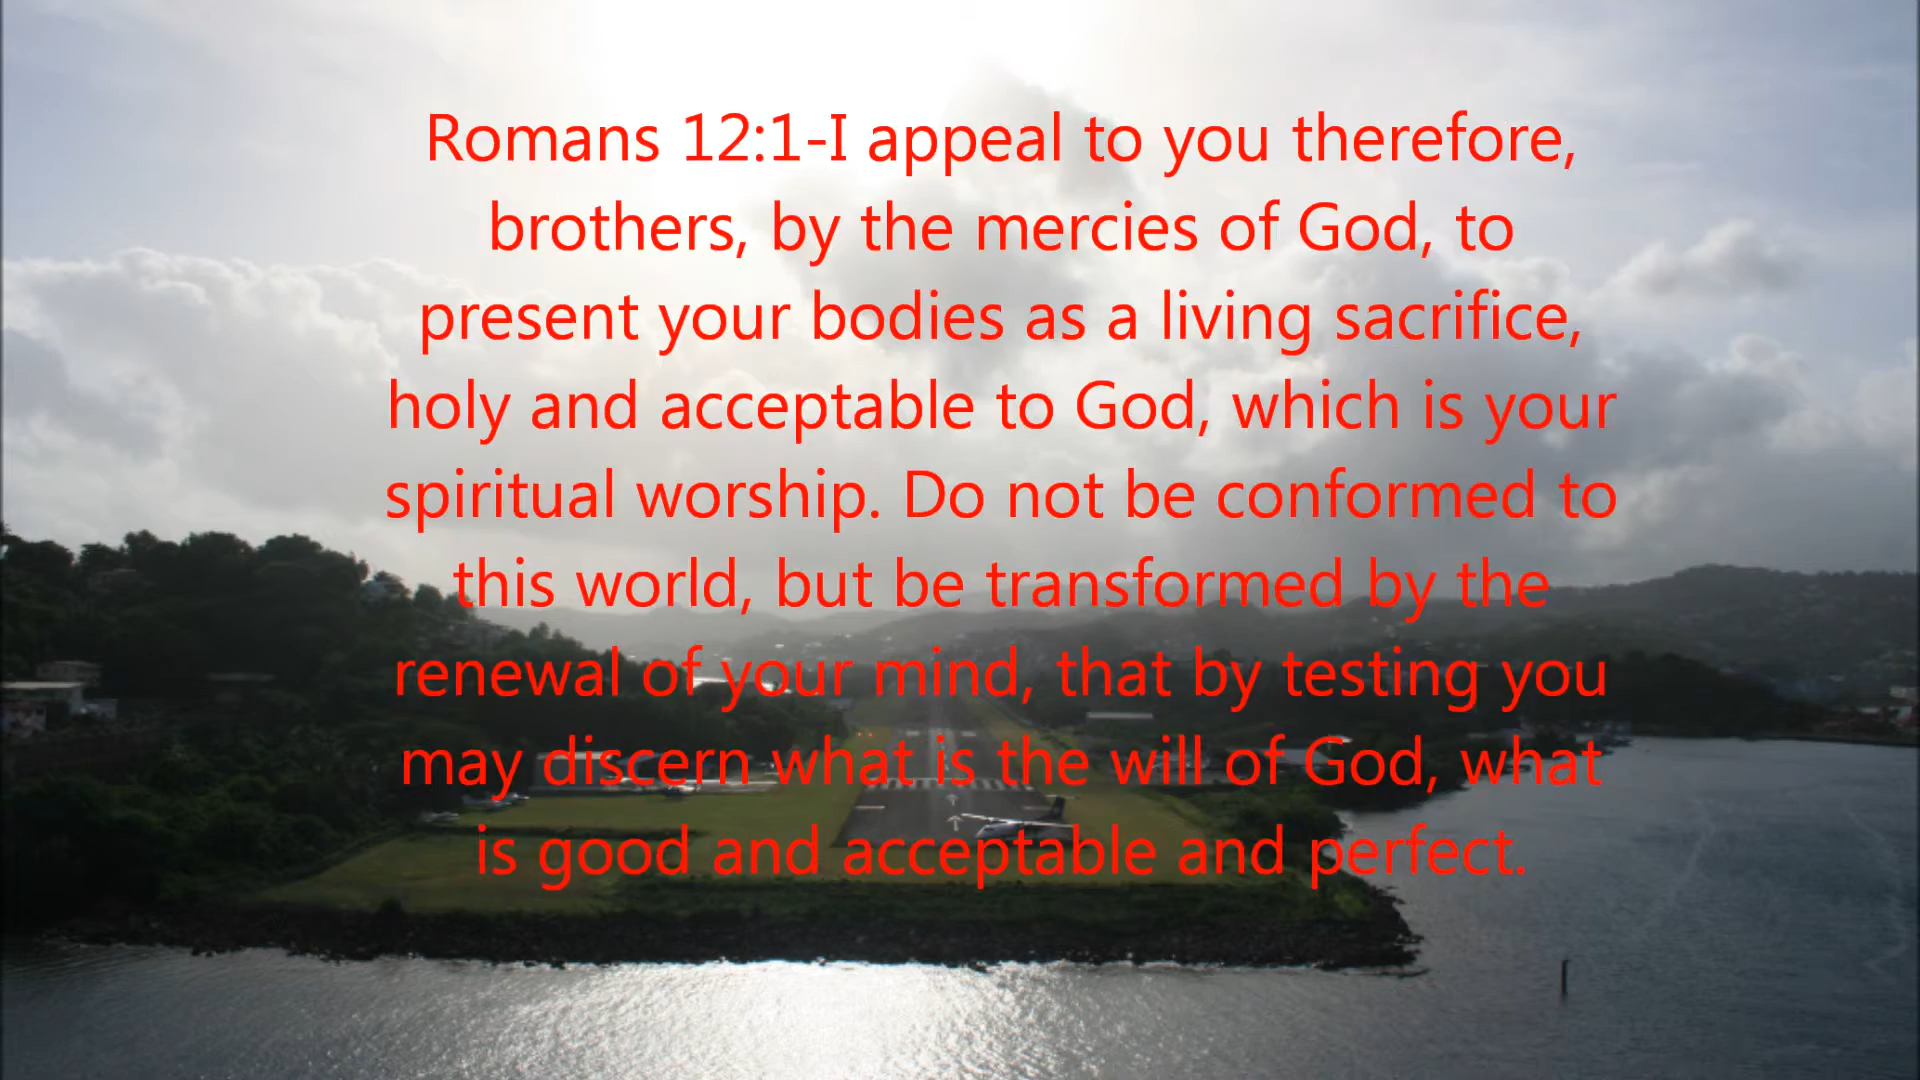 Romans 12:1-I appeal to you therefore,
brothers, by the mercies of God, to
present your bodies as a living sacrifice,
holy and acceptable to God, which is your
spiritual worship. Do not be conformed to
this world, but be transformed by the
renewal of your mind, that by testing you
may discern what is the will of God, what
is good and acceptable and perfect.